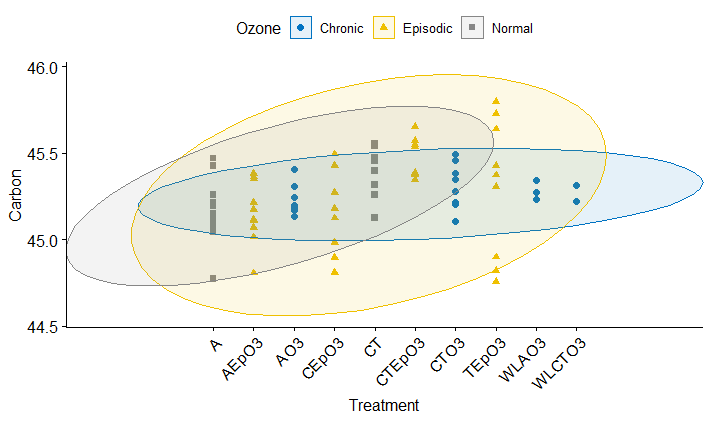 Ozone Chronic Episodic Normal
46.0
45.5
45.0
44.5
Carbon
A AEpO3 AO3 CEpO3 CT CTEpO3 CTO3 TEpO3 WLAO3 WLCTO3
Treatment